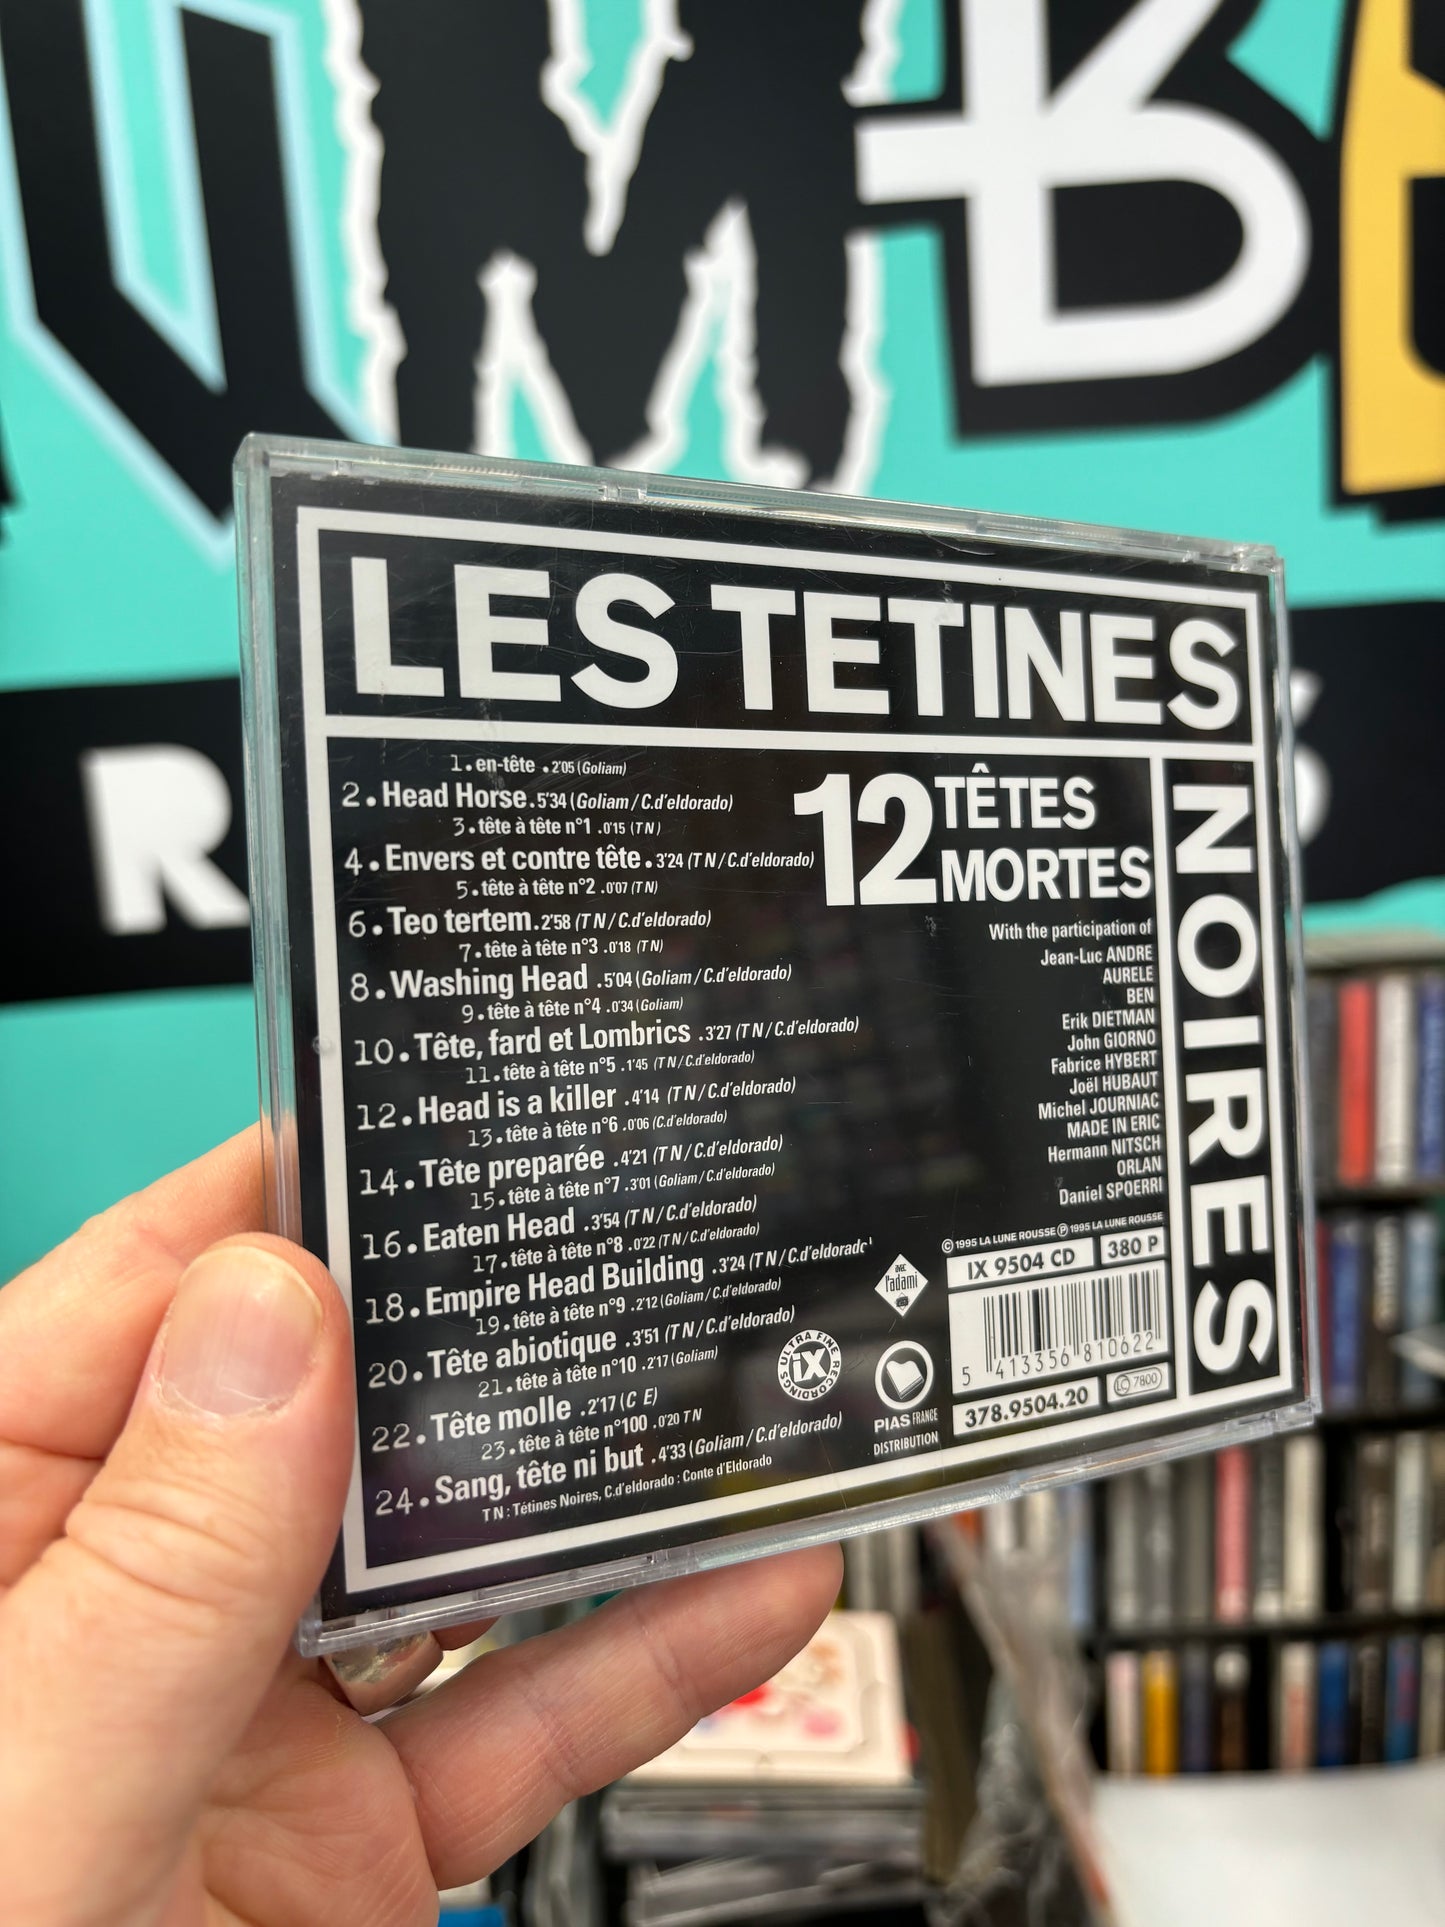 LES TETINES
NOIRES
12 TÊTES
MORTES
1. en-tête . 2'05 (Goliam)
2. Head Horse . 5'34 (Goliam / C.d'eldorado)
3. tête à tête n°1 . 0'15 (T N)
4. Envers et contre tête . 3'24 (T N / C.d'eldorado)
5. tête à tête n°2 . 0'07 (T N)
6. Teo tertem . 2'58 (T N / C.d'eldorado)
7. tête à tête n°3 . 0'18 (T N)
8. Washing Head . 5'04 (Goliam / C.d'eldorado)
9. tête à tête n°4 . 0'34 (Goliam)
10. Tête, fard et Lombrics . 3'27 (T N / C.d'eldorado)
11. tête à tête n°5 . 1'45 (T N / C.d'eldorado)
12. Head is a killer . 4'14 (T N / C.d'eldorado)
13. tête à tête n°6 . 0'06 (C.d'eldorado)
14. Tête preparée . 4'21 (T N / C.d'eldorado)
15. tête à tête n°7 . 3'01 (Goliam / C.d'eldorado)
16. Eaten Head . 3'54 (T N / C.d'eldorado)
17. tête à tête n°8 . 0'22 (T N / C.d'eldorado)
18. Empire Head Building . 3'24 (T N / C.d'eldorado)
19. tête à tête n°9 . 2'12 (Goliam / C.d'eldorado)
20. Tête abiotique . 3'51 (T N / C.d'eldorado)
21. tête à tête n°10 . 2'17 (Goliam)
22. Tête molle . 2'17 (C E)
23. tête à tête n°100 . 0'20 T N
24. Sang, tête ni but . 4'33 (Goliam / C.d'eldorado)
T N : Tétines Noires, C.d'eldorado : Conte d'Eldorado
With the participation of
Jean-Luc ANDRE
AURELE
BEN
Erik DIETMAN
John GIORNO
Fabrice HYBERT
Joël HUBAUT
Michel JOURNIAC
MADE IN ERIC
Hermann NITSCH
ORLAN
Daniel SPOERRI
© 1995 LA LUNE ROUSSE ℗ 1995 LA LUNE ROUSSE
IX 9504 CD
380 P
avec
l'adami
ULTRA FINE RECORDINGS
iX
PIAS FRANCE
DISTRIBUTION
5 413356 810622
378.9504.20
LC 7800
M B
R